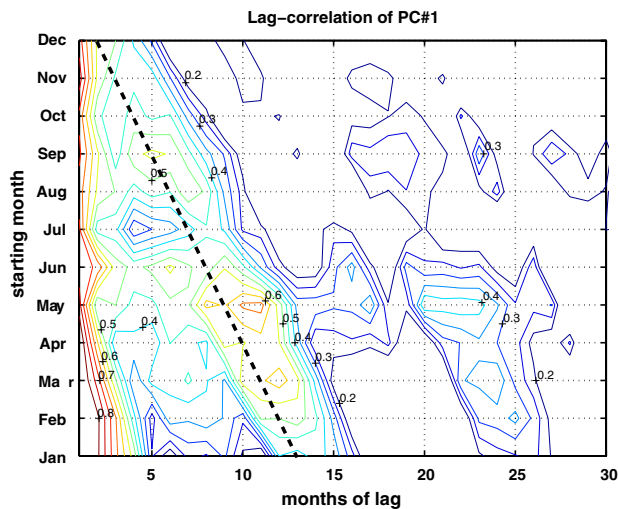 Lag-correlation of PC#1
starting month
Dec
Nov
Oct
Sep
Aug
Jul
Jun
May
Apr
Ma r
Feb
Jan
0.2
0.3
0.3
0.5
0.4
0.6
0.4
0.5
0.4
0.5
0.3
0.4
0.6
0.3
0.7
0.2
0.2
0.8
5 10 15 20 25 30
months of lag